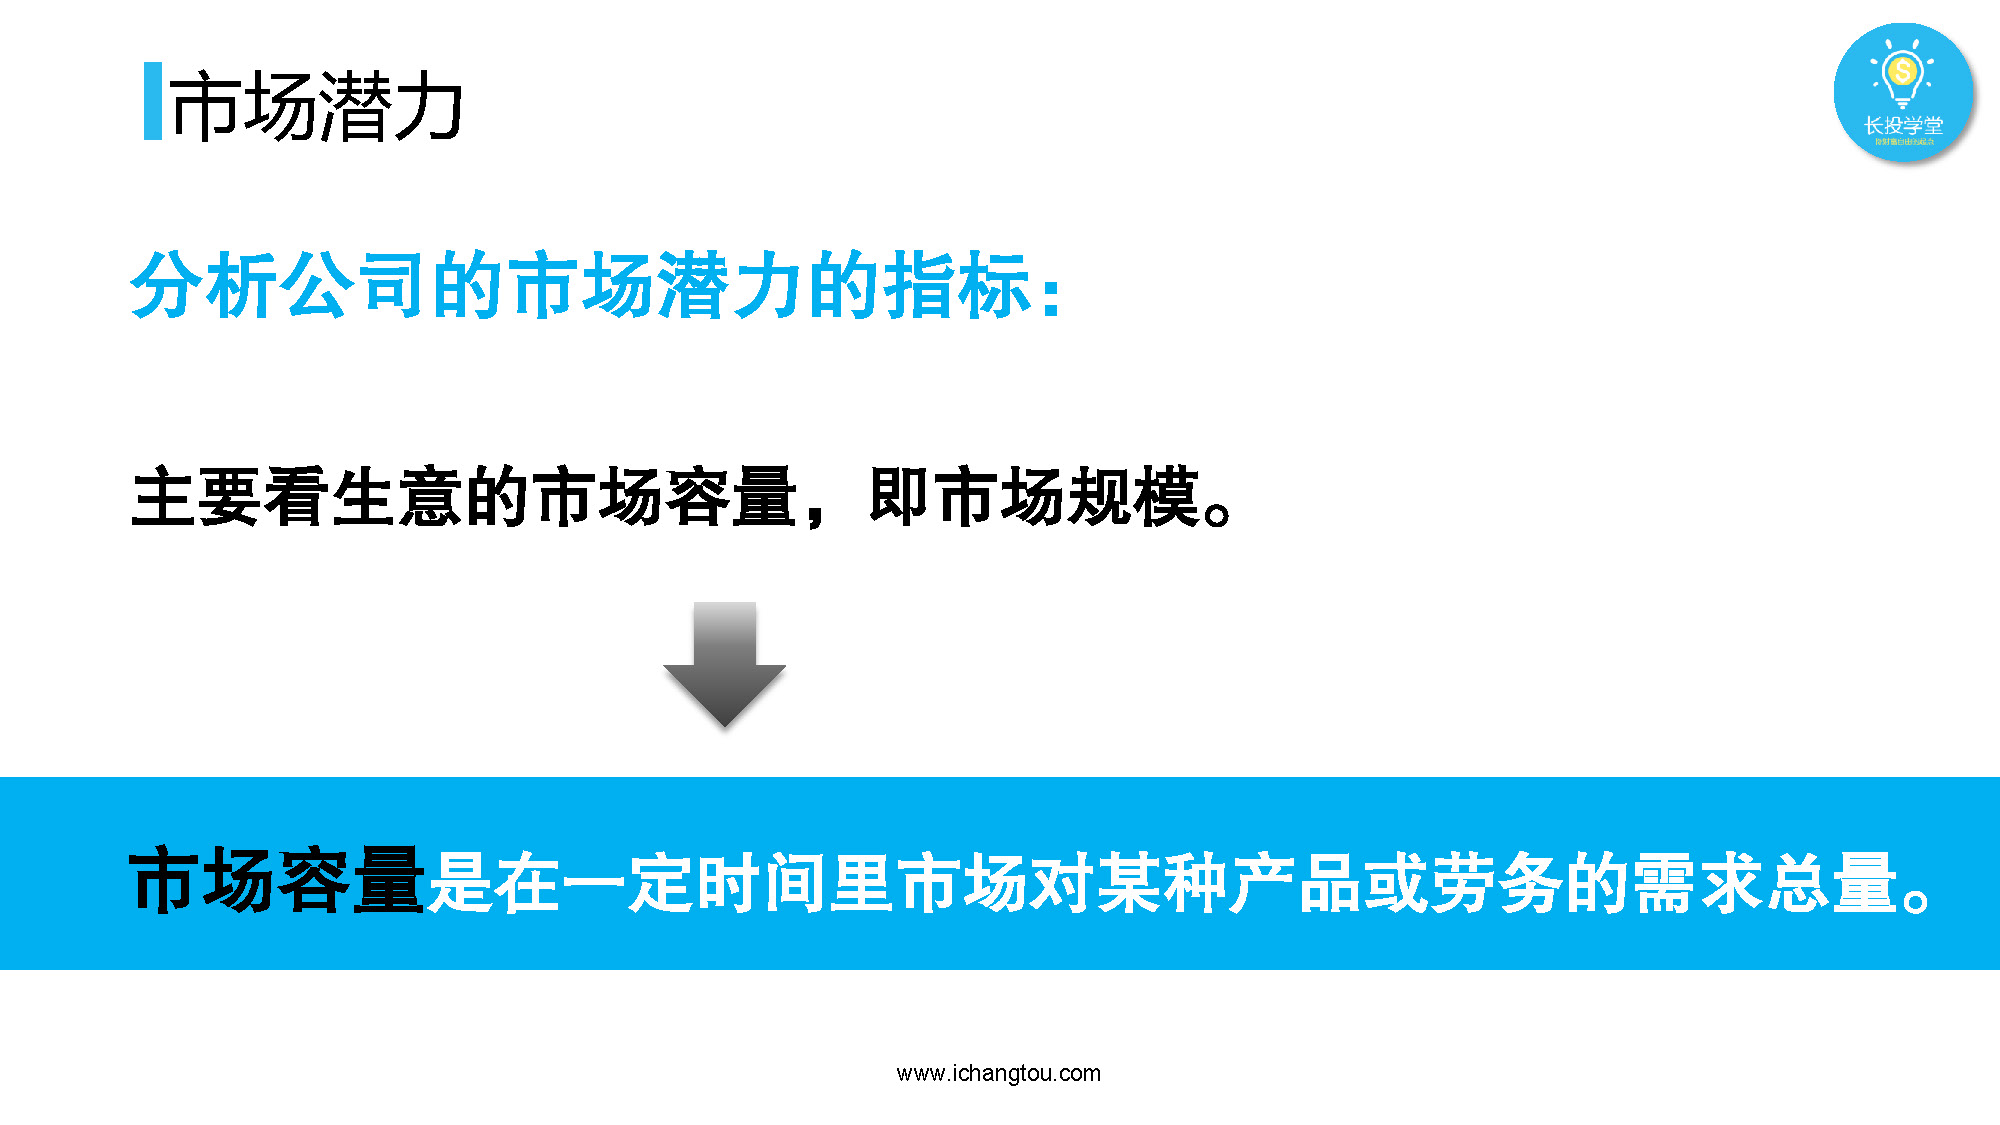 市场潜力
长投学堂
分析公司的市场潜力的指标：
主要看生意的市场容量，即市场规模。
市场容量是在一定时间里市场对某种产品或劳务的需求总量。
www.ichangtou.com